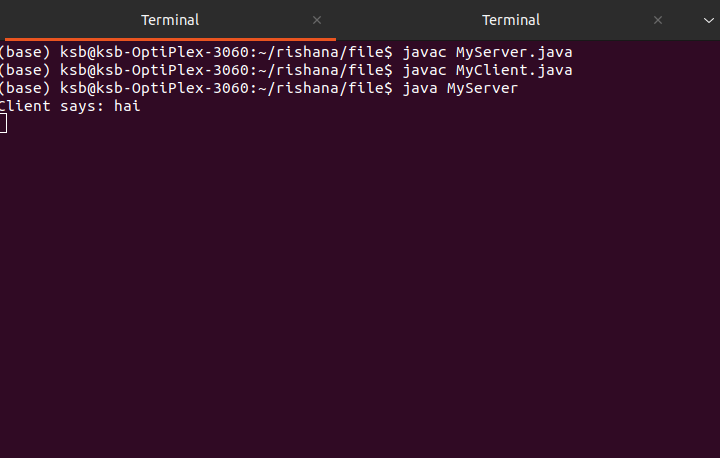 Terminal
Terminal
(base) ksb@ksb-OptiPlex-3060:~/rishana/file$ javac MyServer.java
(base) ksb@ksb-OptiPlex-3060:~/rishana/file$ javac MyClient.java
(base) ksb@ksb-OptiPlex-3060:~/rishana/file$ java MyServer
Client says: hai